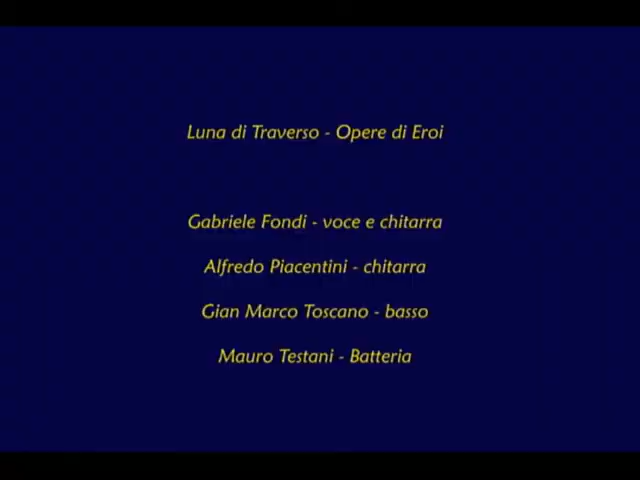 Luna di Traverso - Opere di Eroi
Gabriele Fondi - voce e chitarra
Alfredo Piacentini - chitarra
Gian Marco Toscano - basso
Mauro Testani - Batteria